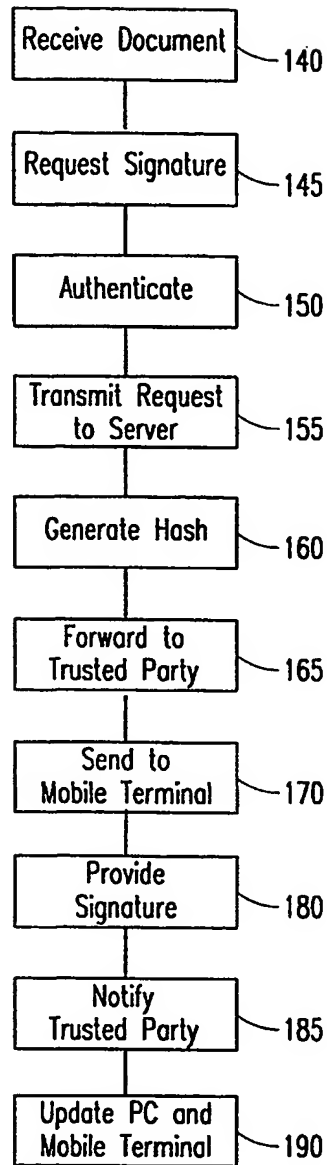 Receive Document
140
Request Signature
145
Authenticate
150
Transmit Request
to Server
155
Generate Hash
160
Forward to
Trusted Party
165
Send to
Mobile Terminal
170
Provide
Signature
180
Notify
Trusted Party
185
Update PC and
Mobile Terminal
190